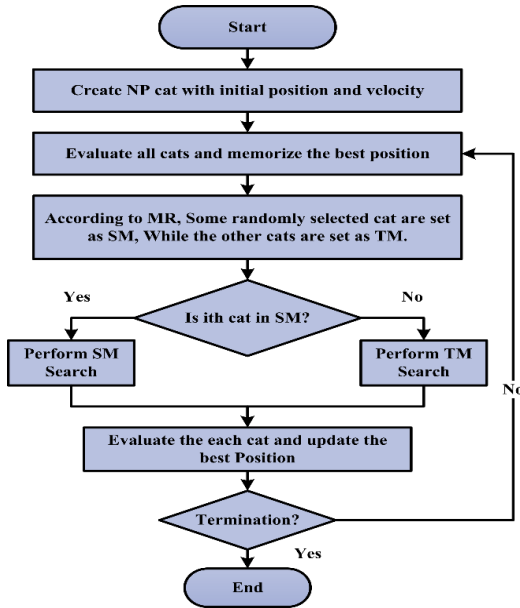 Start
Create NP cat with initial position and velocity
Evaluate all cats and memorize the best position
According to MR, Some randomly selected cat are set
as SM, While the other cats are set as TM.
Yes
No
Is ith cat in SM?
Perform SM
Search
Perform TM
Search
No
Evaluate the each cat and update the
best Position
Termination?
Yes
End